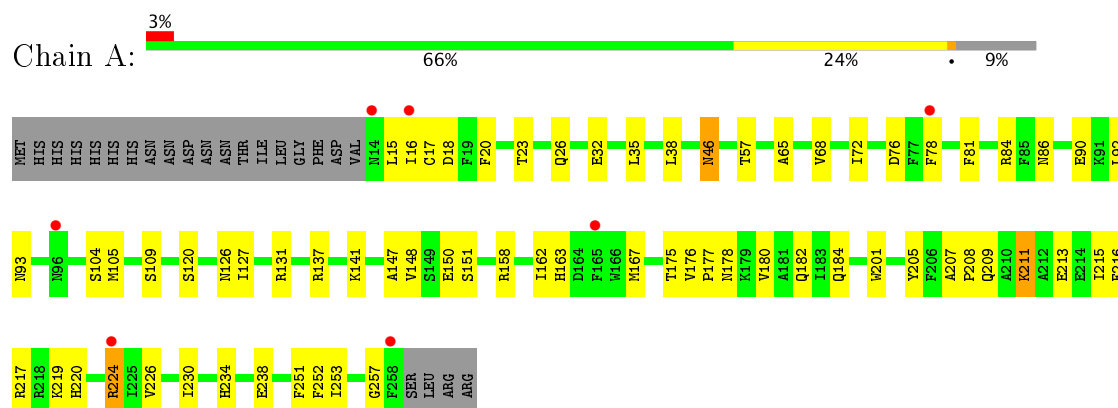 3%
Chain A:
66% 24% • 9%
MET HIS HIS HIS HIS HIS HIS ASN ASN ASP ASN ASN THR ILE LEU GLY PHE ASP VAL N14 L15 I16 C17 D18 F19 F20 T23 Q26 E32 L35 L38 N46 T57 A65 V68 I72 D76 F77 F78 F81 R84 F85 N86 E90 K91 L92
N93 N96 S104 M105 S109 S120 N126 I127 R131 R137 K141 A147 V148 S149 E150 S151 R158 I162 H163 D164 F165 W166 M167 T175 V176 P177 N178 K179 V180 A181 Q182 I183 Q184 W201 Y205 F206 A207 P208 Q209 A210 K211 A212 E213 E214 I215
R217 R218 K219 H220 R224 I225 V226 I230 H234 E238 F251 F252 I253 G257 F258 SER LEU ARG ARG